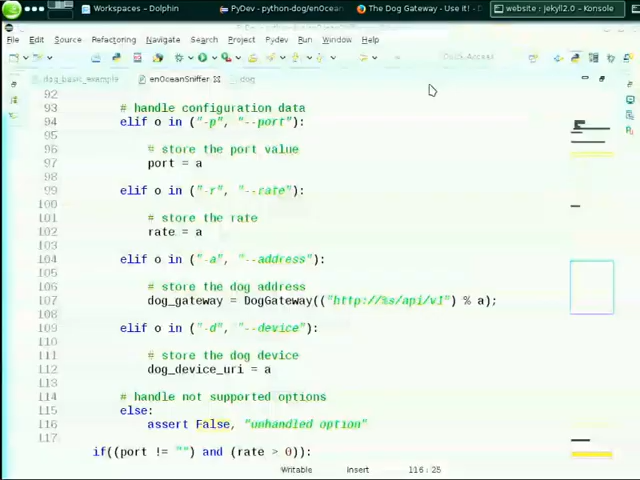 Workspaces – Dolphin
PyDev - python-dog/enOcean
The Dog Gateway - Use it! -
website : jekyll2.0 – Konsole
File Edit Source Refactoring Navigate Search Project Pydev Run Window Help
Quick Access
dog_basic_example enOceanSniffer dog
92
93 # handle configuration data
94 elif o in ("-p", "--port"):
95
96 # store the port value
97 port = a
98
99 elif o in ("-r", "--rate"):
100
101 # store the rate
102 rate = a
103
104 elif o in ("-a", "--address"):
105
106 # store the dog address
107 dog_gateway = DogGateway(("http://%s/api/v1") % a);
108
109 elif o in ("-d", "--device"):
110
111 # store the dog device
112 dog_device_uri = a
113
114 # handle not supported options
115 else:
116 assert False, "unhandled option"
117
if((port != "") and (rate > 0)):
Writable Insert 116 : 25